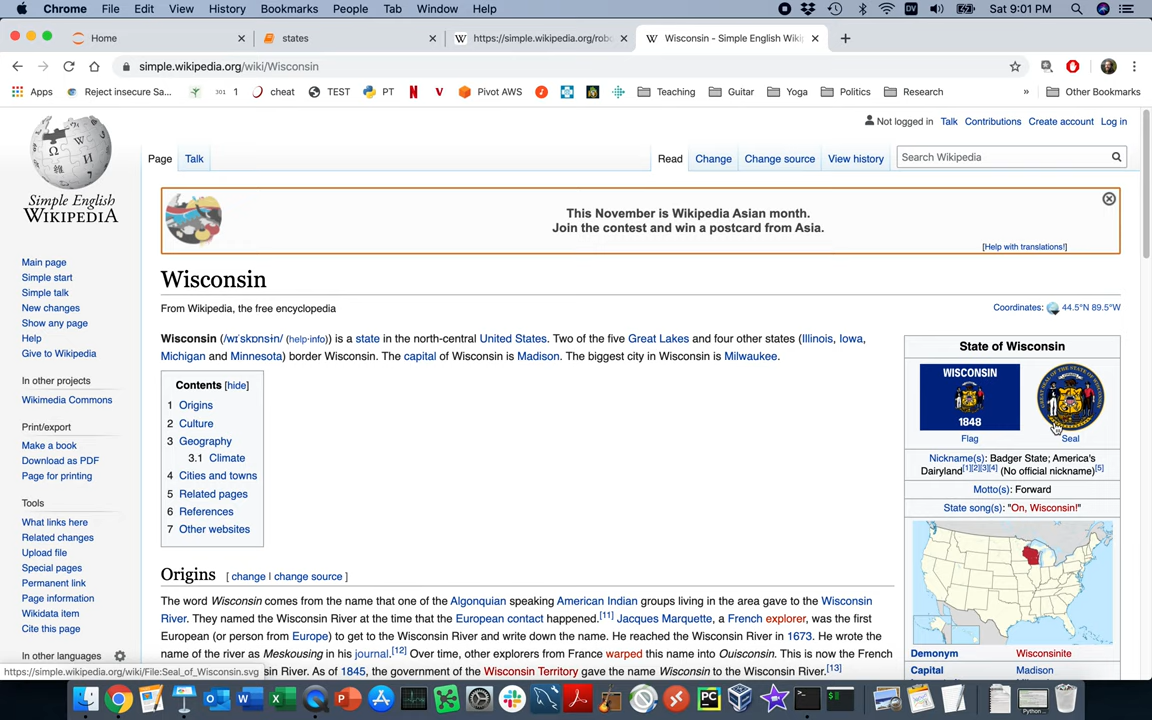 Chrome File Edit View History Bookmarks People Tab Window Help
DV Sat 9:01 PM
Home
states
https://simple.wikipedia.org/robo
W Wisconsin - Simple English Wiki
simple.wikipedia.org/wiki/Wisconsin
Apps Reject insecure Sa... 301 1 cheat TEST PT N V Pivot AWS Teaching Guitar Yoga Politics Research » Other Bookmarks
Not logged in Talk Contributions Create account Log in
Page Talk Read Change Change source View history Search Wikipedia
Simple English
WIKIPEDIA
This November is Wikipedia Asian month.
Join the contest and win a postcard from Asia.
[Help with translations!]
Main page
Simple start
Simple talk
New changes
Show any page
Help
Give to Wikipedia
In other projects
Wikimedia Commons
Print/export
Make a book
Download as PDF
Page for printing
Tools
What links here
Related changes
Upload file
Special pages
Permanent link
Page information
Wikidata item
Cite this page
In other languages
https://simple.wikipedia.org/wiki/File:Seal_of_Wisconsin.svg
Wisconsin
From Wikipedia, the free encyclopedia
Coordinates: 44.5°N 89.5°W
Wisconsin (/wɪˈskɒnsɪn/ (help·info)) is a state in the north-central United States. Two of the five Great Lakes and four other states (Illinois, Iowa,
Michigan and Minnesota) border Wisconsin. The capital of Wisconsin is Madison. The biggest city in Wisconsin is Milwaukee.
Contents [hide]
1 Origins
2 Culture
3 Geography
3.1 Climate
4 Cities and towns
5 Related pages
6 References
7 Other websites
Origins [ change | change source ]
The word Wisconsin comes from the name that one of the Algonquian speaking American Indian groups living in the area gave to the Wisconsin
River. They named the Wisconsin River at the time that the European contact happened.[11] Jacques Marquette, a French explorer, was the first
European (or person from Europe) to get to the Wisconsin River and write down the name. He reached the Wisconsin River in 1673. He wrote the
name of the river as Meskousing in his journal.[12] Over time, other explorers from France warped this name into Ouisconsin. This is now the French
sin River. As of 1845, the government of the Wisconsin Territory gave the name Wisconsin to the Wisconsin River.[13]
State of Wisconsin
WISCONSIN
1848
Flag Seal
Nickname(s): Badger State; America's
Dairyland[1][2][3][4] (No official nickname)[5]
Motto(s): Forward
State song(s): "On, Wisconsin!"
Demonym Wisconsinite
Capital Madison